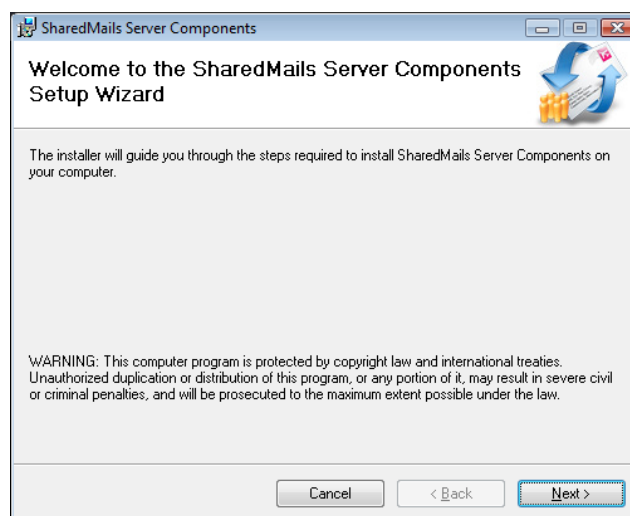 SharedMails Server Components
Welcome to the SharedMails Server Components
Setup Wizard
The installer will guide you through the steps required to install SharedMails Server Components on
your computer.
WARNING: This computer program is protected by copyright law and international treaties.
Unauthorized duplication or distribution of this program, or any portion of it, may result in severe civil
or criminal penalties, and will be prosecuted to the maximum extent possible under the law.
Cancel
< Back
Next >